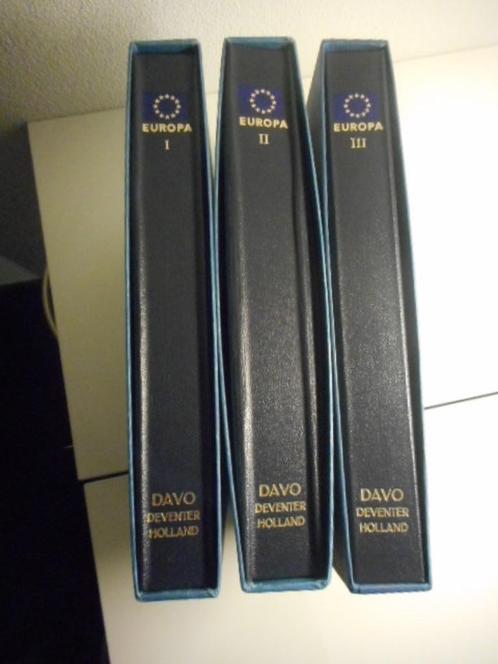 EUROPA
I
DAVO
DEVENTER
HOLLAND
EUROPA
II
DAVO
DEVENTER
HOLLAND
EUROPA
III
DAVO
DEVENTER
HOLLAND